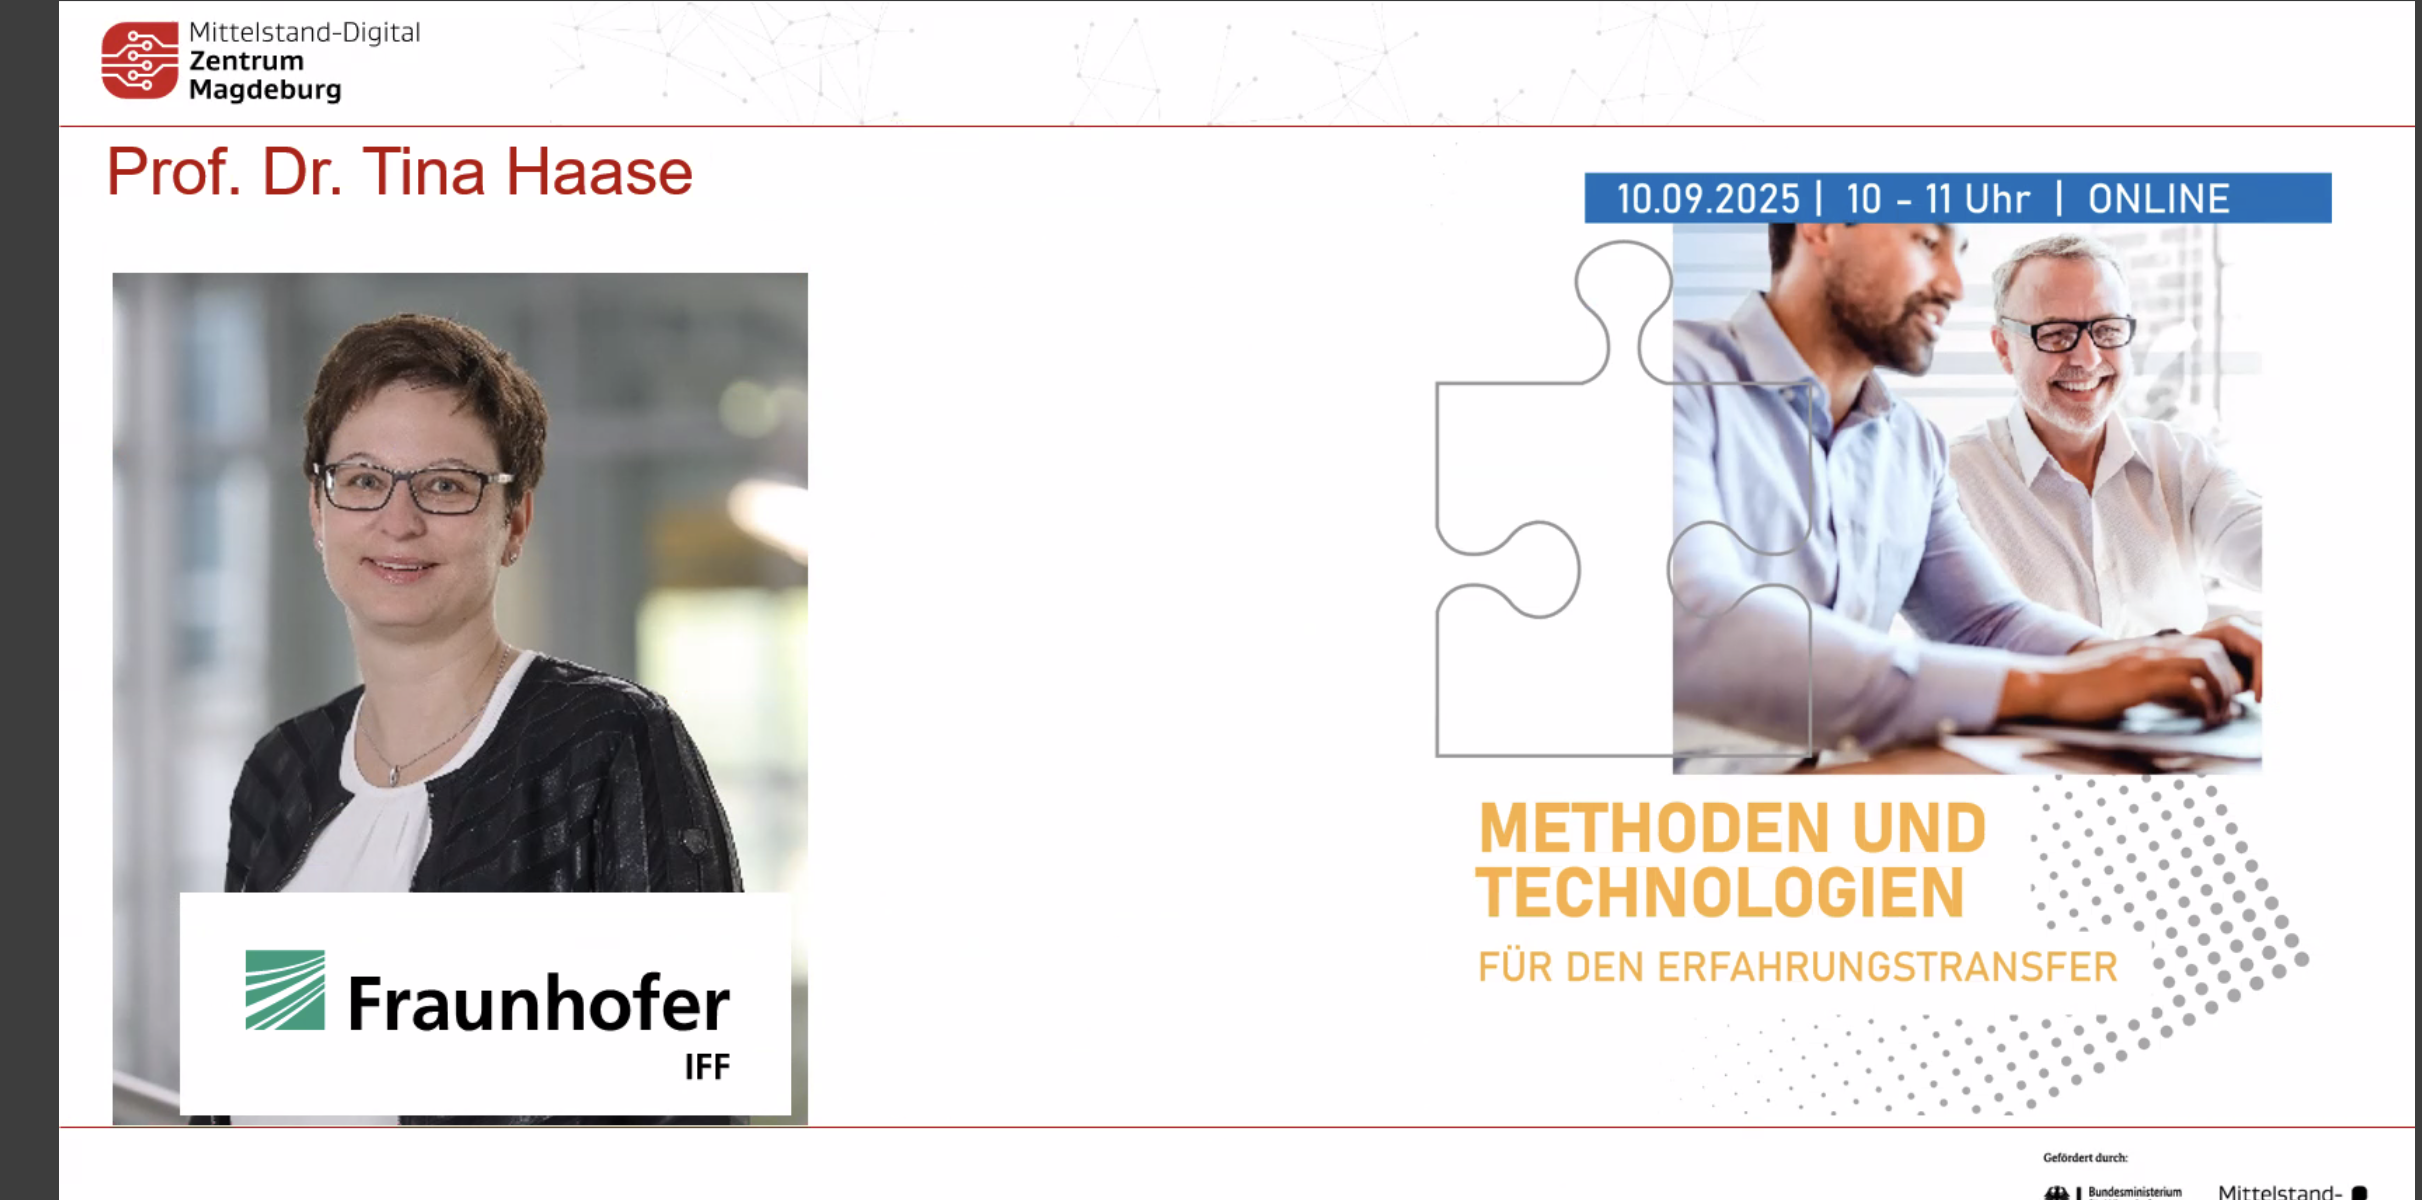 Mittelstand-Digital
Zentrum
Magdeburg
Prof. Dr. Tina Haase
10.09.2025 | 10 – 11 Uhr | ONLINE
METHODEN UND
TECHNOLOGIEN
FÜR DEN ERFAHRUNGSTRANSFER
Fraunhofer
IFF
Gefördert durch:
Bundesministerium
Mittelstand-